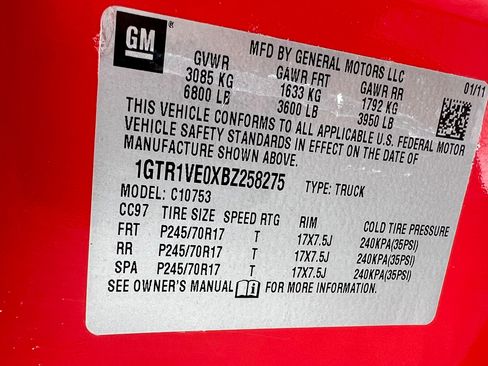 GM
MFD BY GENERAL MOTORS LLC
01/11
GVWR GAWR FRT GAWR RR
3085 KG 1633 KG 1792 KG
6800 LB 3600 LB 3950 LB
THIS VEHICLE CONFORMS TO ALL APPLICABLE U.S. FEDERAL MOTOR
VEHICLE SAFETY STANDARDS IN EFFECT ON THE DATE OF
MANUFACTURE SHOWN ABOVE.
1GTR1VE0XBZ258275 TYPE: TRUCK
MODEL: C10753
CC97 TIRE SIZE SPEED RTG RIM COLD TIRE PRESSURE
FRT P245/70R17 T 17X7.5J 240KPA(35PSI)
RR P245/70R17 T 17X7.5J 240KPA(35PSI)
SPA P245/70R17 T 17X7.5J 240KPA(35PSI)
SEE OWNER'S MANUAL FOR MORE INFORMATION.